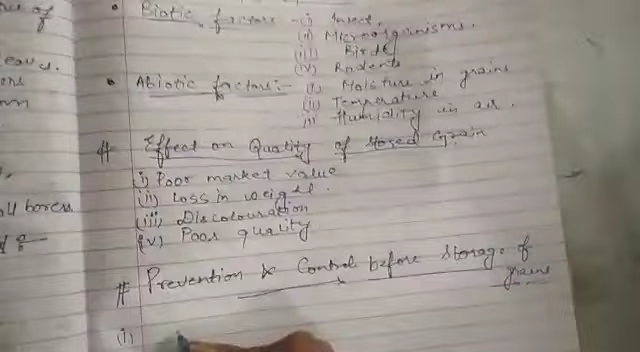 • Biotic factors - (i) Insect,
(ii) Microorganisms.
(iii) Birds
(iv) Rodents
• Abiotic factors:- (i) Moisture in grains
(ii) Temperature
(iii) Humidity in air.
# Effect on Quality of stored Grain
(i) Poor market value
(ii) Loss in weight.
(iii) Discolouration
(iv) Poor quality
# Prevention & Control before Storage of
grains
(i)